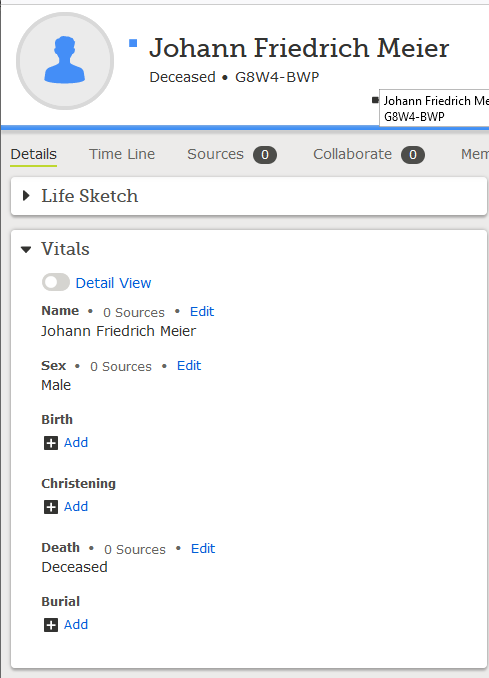 Johann Friedrich Meier
Deceased • G8W4-BWP
Johann Friedrich Me
G8W4-BWP
Details Time Line Sources 0 Collaborate 0 Mem
Life Sketch
Vitals
Detail View
Name • 0 Sources • Edit
Johann Friedrich Meier
Sex • 0 Sources • Edit
Male
Birth
Add
Christening
Add
Death • 0 Sources • Edit
Deceased
Burial
Add